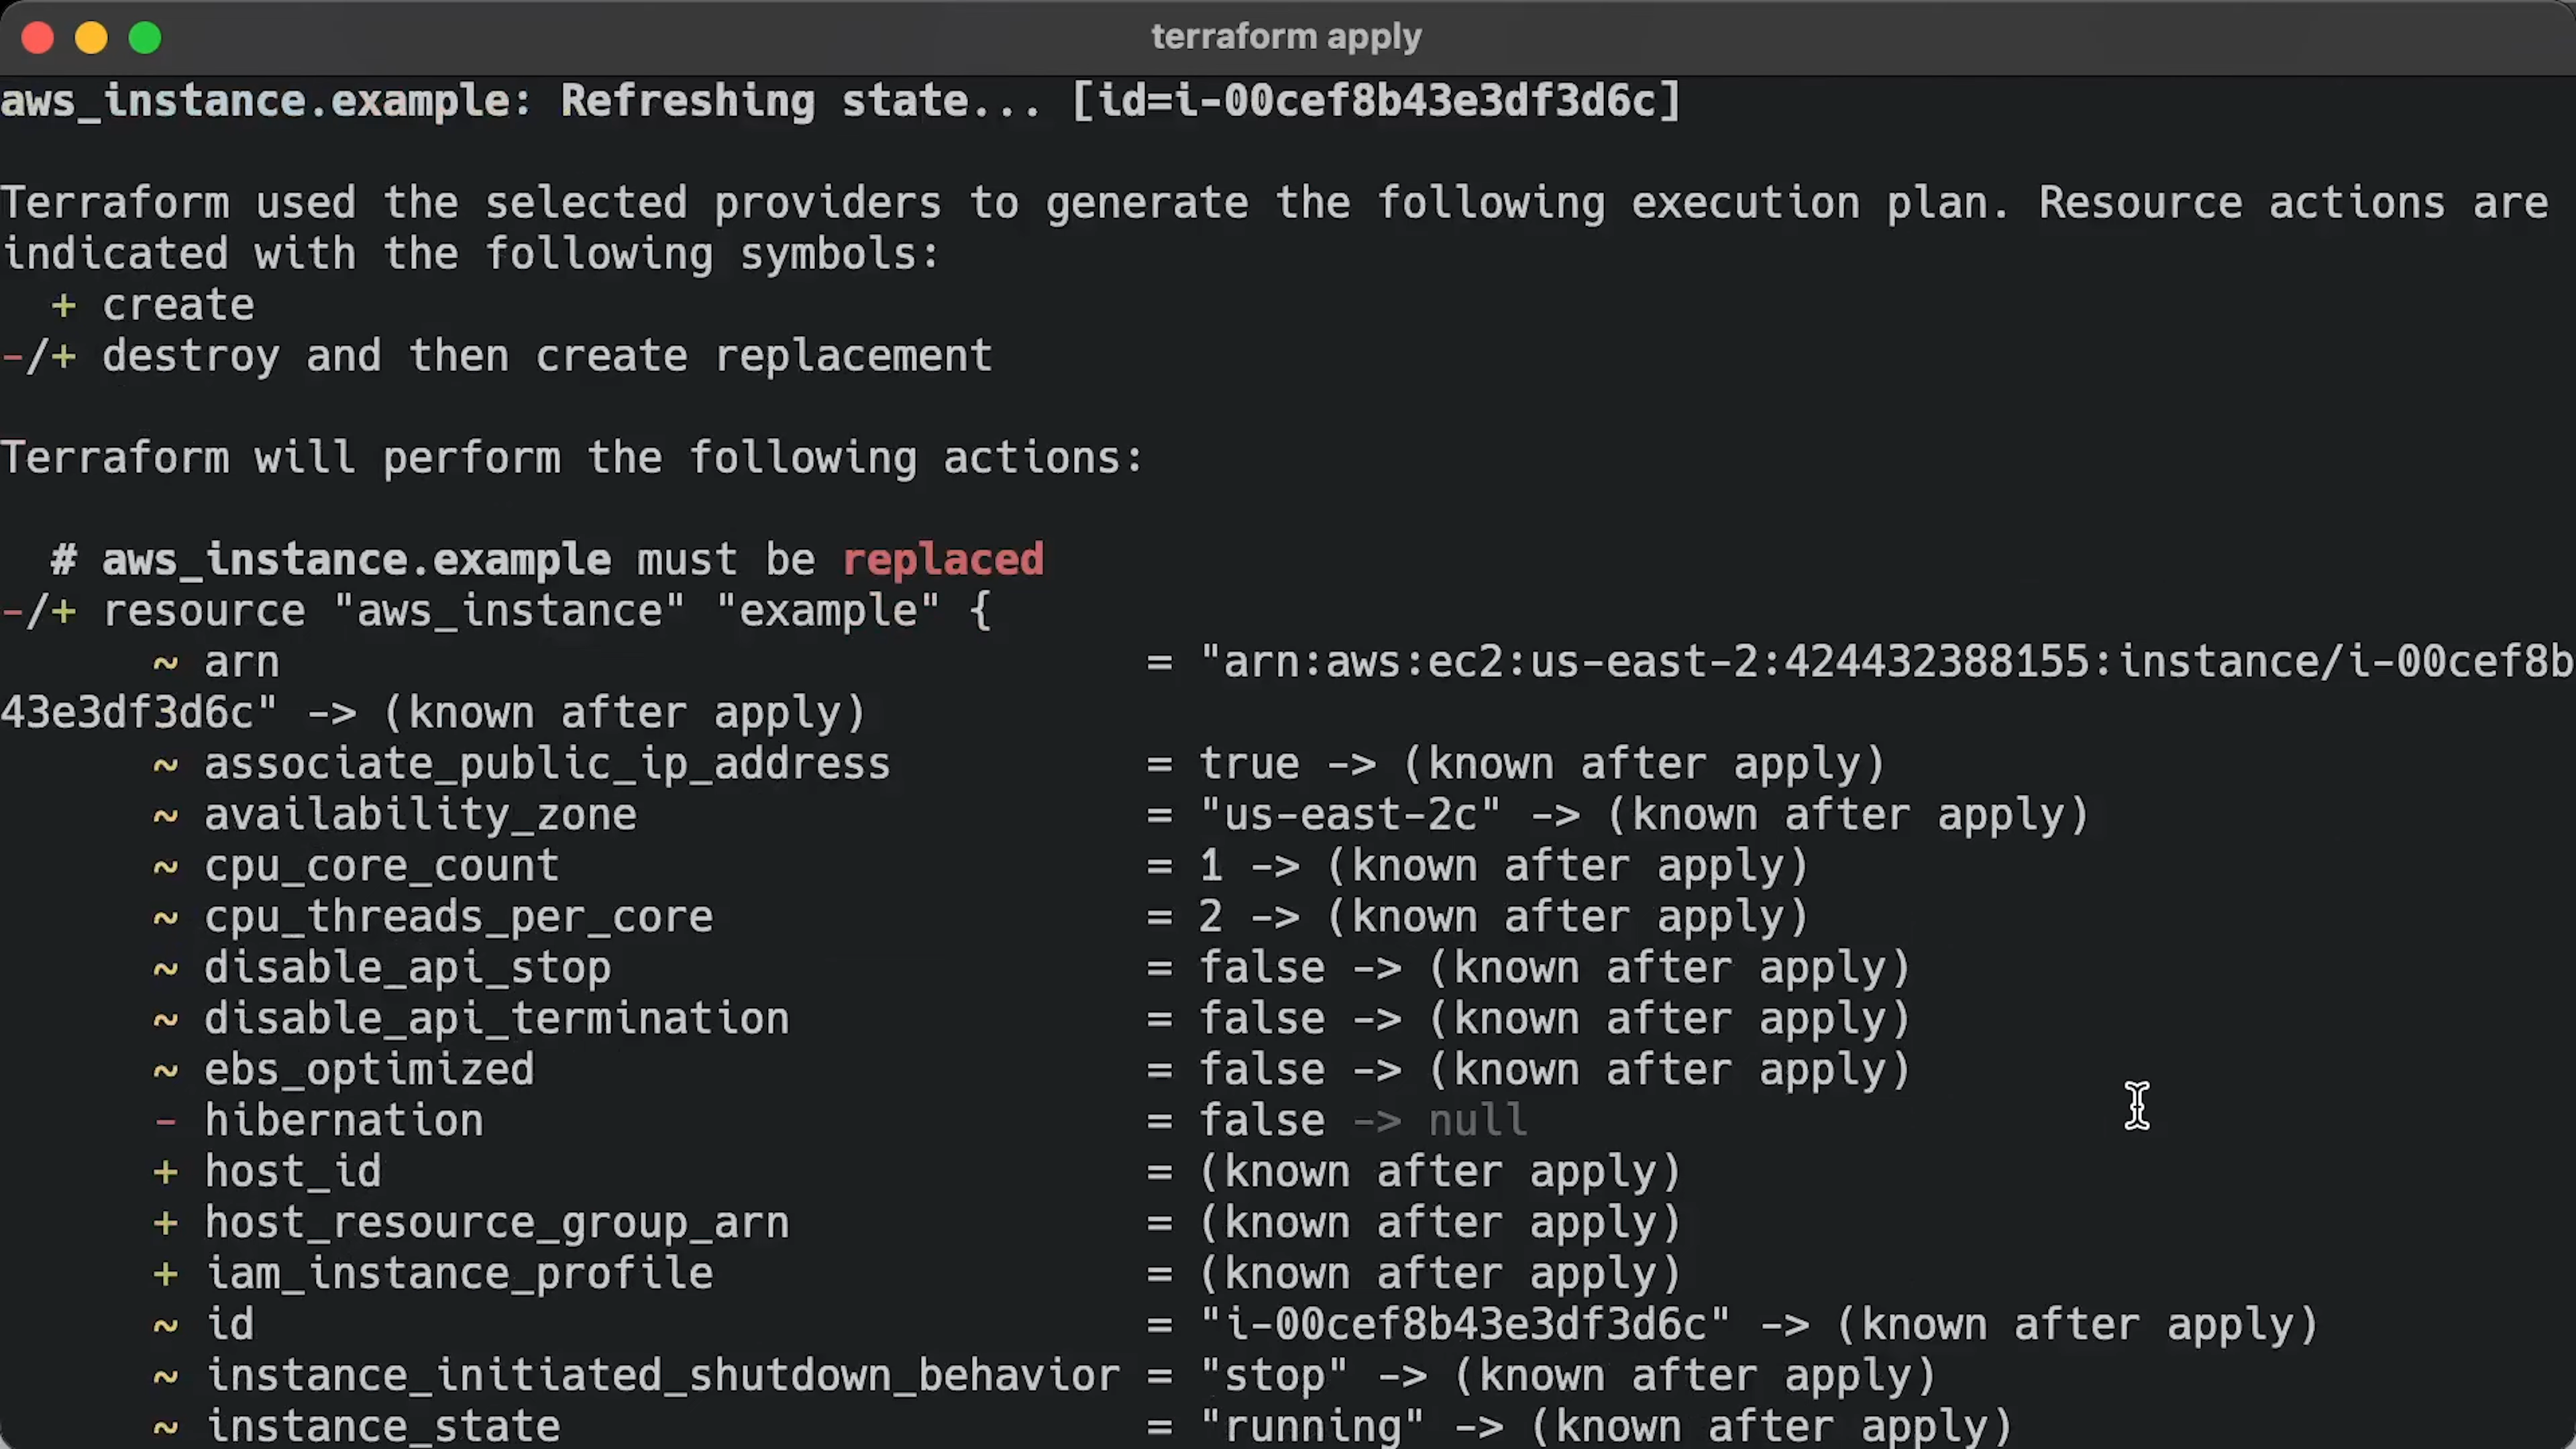 terraform apply
aws_instance.example: Refreshing state... [id=i-00cef8b43e3df3d6c]
Terraform used the selected providers to generate the following execution plan. Resource actions are
indicated with the following symbols:
  + create
-/+ destroy and then create replacement
Terraform will perform the following actions:
  # aws_instance.example must be replaced
-/+ resource "aws_instance" "example" {
      ~ arn                                  = "arn:aws:ec2:us-east-2:424432388155:instance/i-00cef8b
43e3df3d6c" -> (known after apply)
      ~ associate_public_ip_address          = true -> (known after apply)
      ~ availability_zone                    = "us-east-2c" -> (known after apply)
      ~ cpu_core_count                       = 1 -> (known after apply)
      ~ cpu_threads_per_core                 = 2 -> (known after apply)
      ~ disable_api_stop                     = false -> (known after apply)
      ~ disable_api_termination              = false -> (known after apply)
      ~ ebs_optimized                        = false -> (known after apply)
      - hibernation                          = false -> null
      + host_id                              = (known after apply)
      + host_resource_group_arn              = (known after apply)
      + iam_instance_profile                 = (known after apply)
      ~ id                                   = "i-00cef8b43e3df3d6c" -> (known after apply)
      ~ instance_initiated_shutdown_behavior = "stop" -> (known after apply)
      ~ instance_state                       = "running" -> (known after apply)